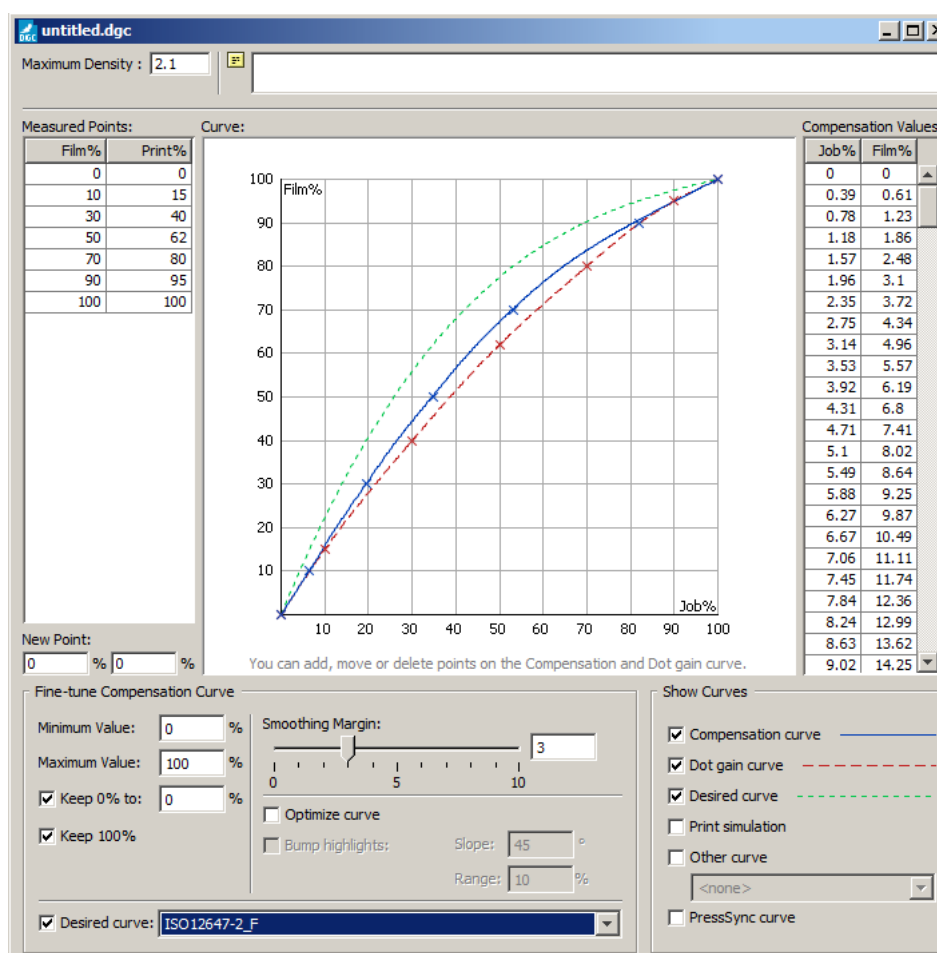 DGC untitled.dgc
Maximum Density : 2.1
Measured Points:
Film% Print%
0 0
10 15
30 40
50 62
70 80
90 95
100 100
New Point:
0 % 0 %
Curve:
Film%
100
90
80
70
60
50
40
30
20
10
Job%
10 20 30 40 50 60 70 80 90 100
You can add, move or delete points on the Compensation and Dot gain curve.
Compensation Values
Job% Film%
0 0
0.39 0.61
0.78 1.23
1.18 1.86
1.57 2.48
1.96 3.1
2.35 3.72
2.75 4.34
3.14 4.96
3.53 5.57
3.92 6.19
4.31 6.8
4.71 7.41
5.1 8.02
5.49 8.64
5.88 9.25
6.27 9.87
6.67 10.49
7.06 11.11
7.45 11.74
7.84 12.36
8.24 12.99
8.63 13.62
9.02 14.25
Fine-tune Compensation Curve
Minimum Value: 0 %
Maximum Value: 100 %
Keep 0% to: 0 %
Keep 100%
Smoothing Margin:
3
0 5 10
Optimize curve
Bump highlights: Slope: 45 °
Range: 10 %
Desired curve: ISO12647-2_F
Show Curves
Compensation curve
Dot gain curve
Desired curve
Print simulation
Other curve
<none>
PressSync curve